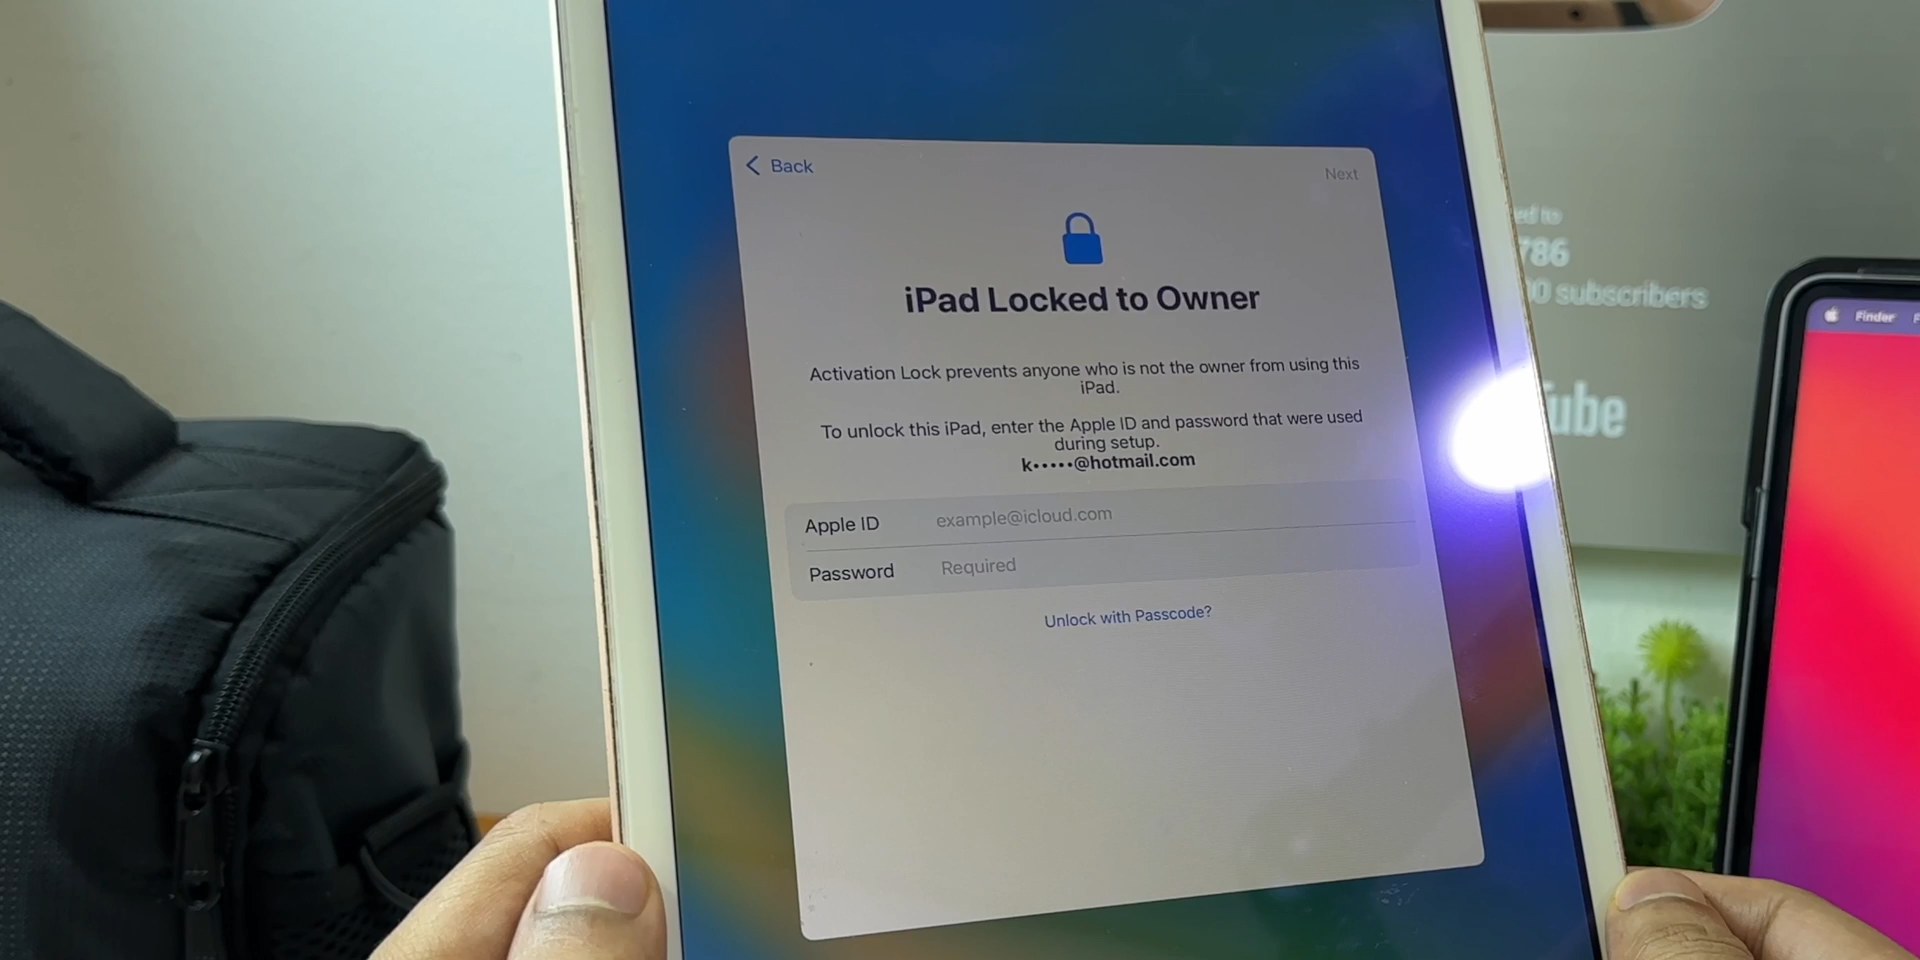 Back
Next
iPad Locked to Owner
Activation Lock prevents anyone who is not the owner from using this
iPad.
To unlock this iPad, enter the Apple ID and password that were used
during setup.
k•••••@hotmail.com
Apple ID example@icloud.com
Password Required
Unlock with Passcode?
786
subscribers
Finder